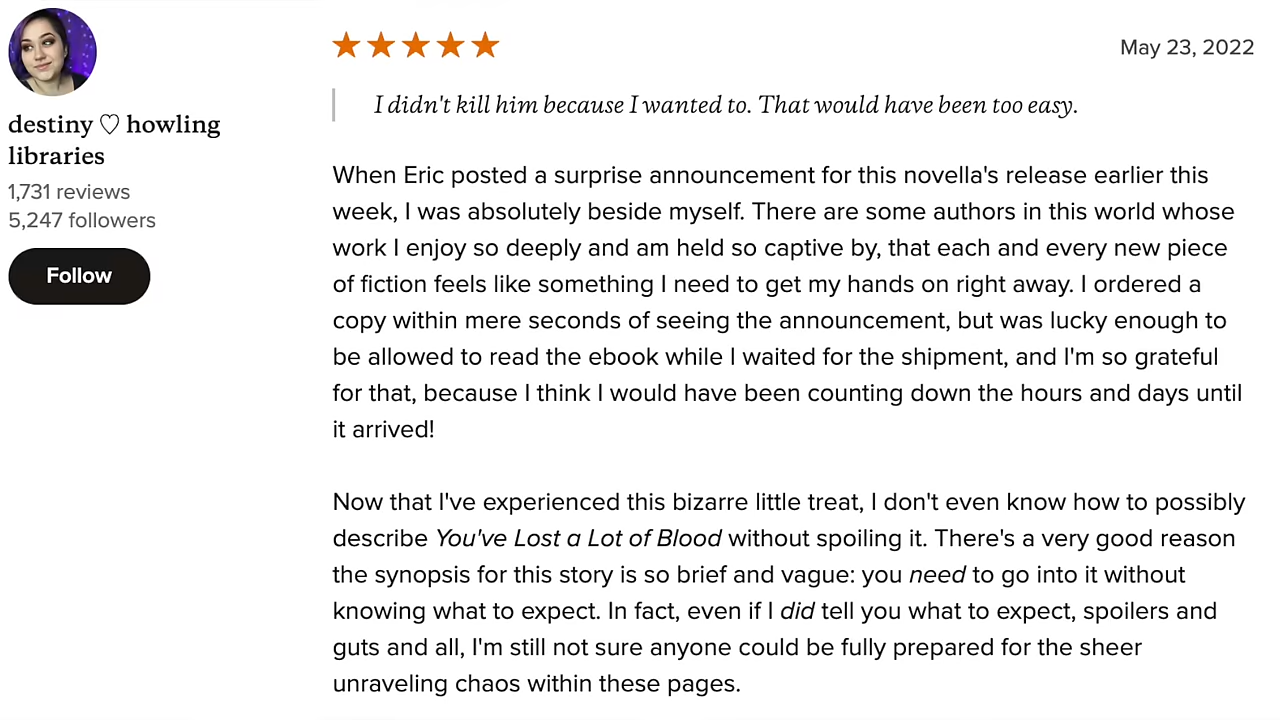 destiny ♡ howling
libraries
1,731 reviews
5,247 followers
Follow
May 23, 2022
I didn't kill him because I wanted to. That would have been too easy.
When Eric posted a surprise announcement for this novella's release earlier this
week, I was absolutely beside myself. There are some authors in this world whose
work I enjoy so deeply and am held so captive by, that each and every new piece
of fiction feels like something I need to get my hands on right away. I ordered a
copy within mere seconds of seeing the announcement, but was lucky enough to
be allowed to read the ebook while I waited for the shipment, and I'm so grateful
for that, because I think I would have been counting down the hours and days until
it arrived!
Now that I've experienced this bizarre little treat, I don't even know how to possibly
describe You've Lost a Lot of Blood without spoiling it. There's a very good reason
the synopsis for this story is so brief and vague: you need to go into it without
knowing what to expect. In fact, even if I did tell you what to expect, spoilers and
guts and all, I'm still not sure anyone could be fully prepared for the sheer
unraveling chaos within these pages.